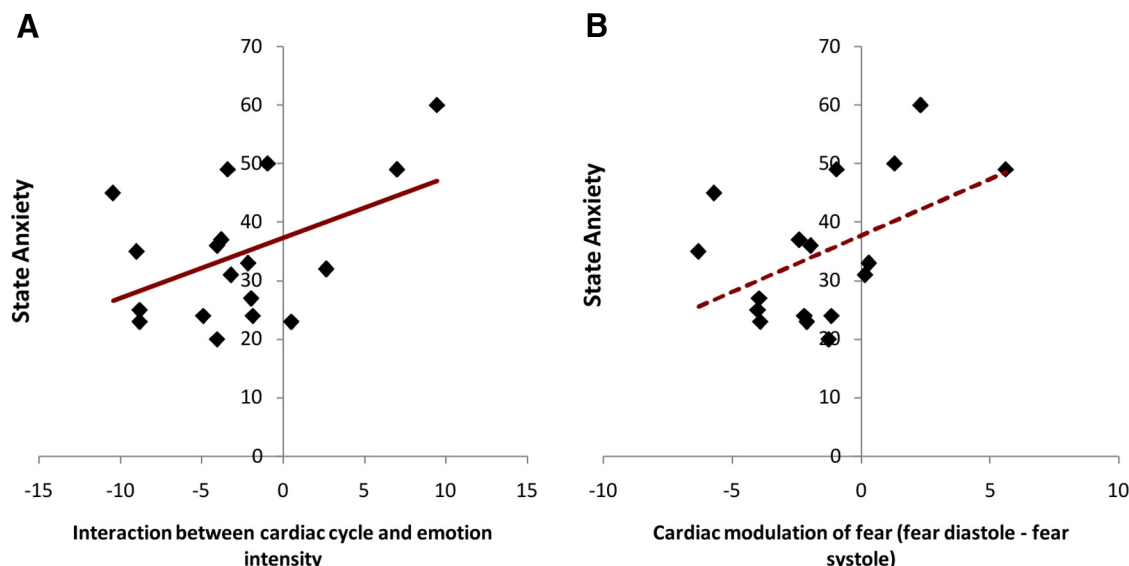 A
B
70
60
50
40
30
20
10
0
-15 -10 -5 0 5 10 15
State Anxiety
Interaction between cardiac cycle and emotion
intensity
70
60
50
40
30
20
10
0
-10 -5 0 5 10
State Anxiety
Cardiac modulation of fear (fear diastole - fear
systole)